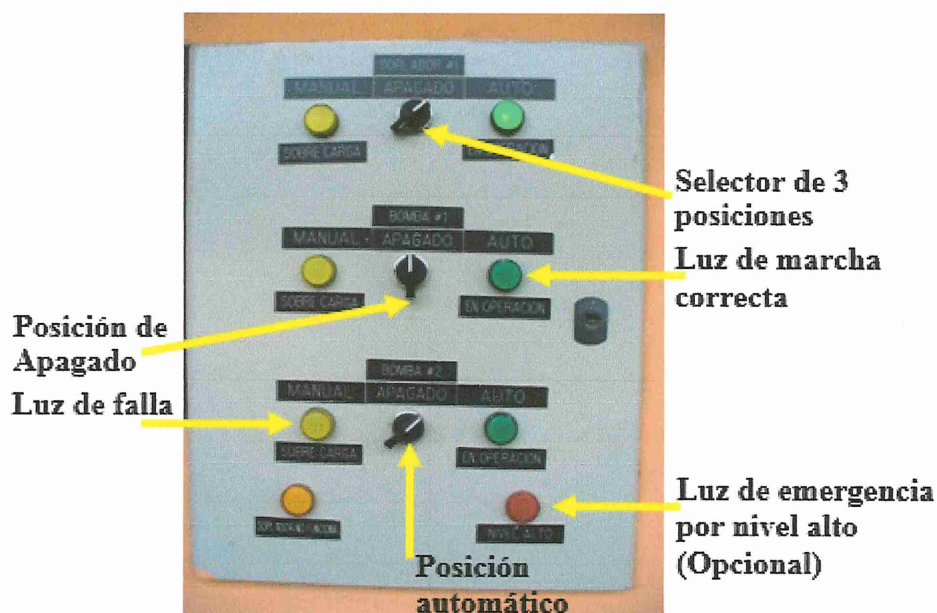 SOPLADOR #1
MANUAL APAGADO AUTO
SOBRE CARGA EN OPERACION
Selector de 3
posiciones
BOMBA #1
MANUAL APAGADO AUTO
SOBRE CARGA EN OPERACION
Luz de marcha
correcta
Posición de
Apagado
BOMBA #2
MANUAL APAGADO AUTO
Luz de falla
SOBRE CARGA EN OPERACION
NIVEL ALTO
Luz de emergencia
por nivel alto
(Opcional)
Posición
automático